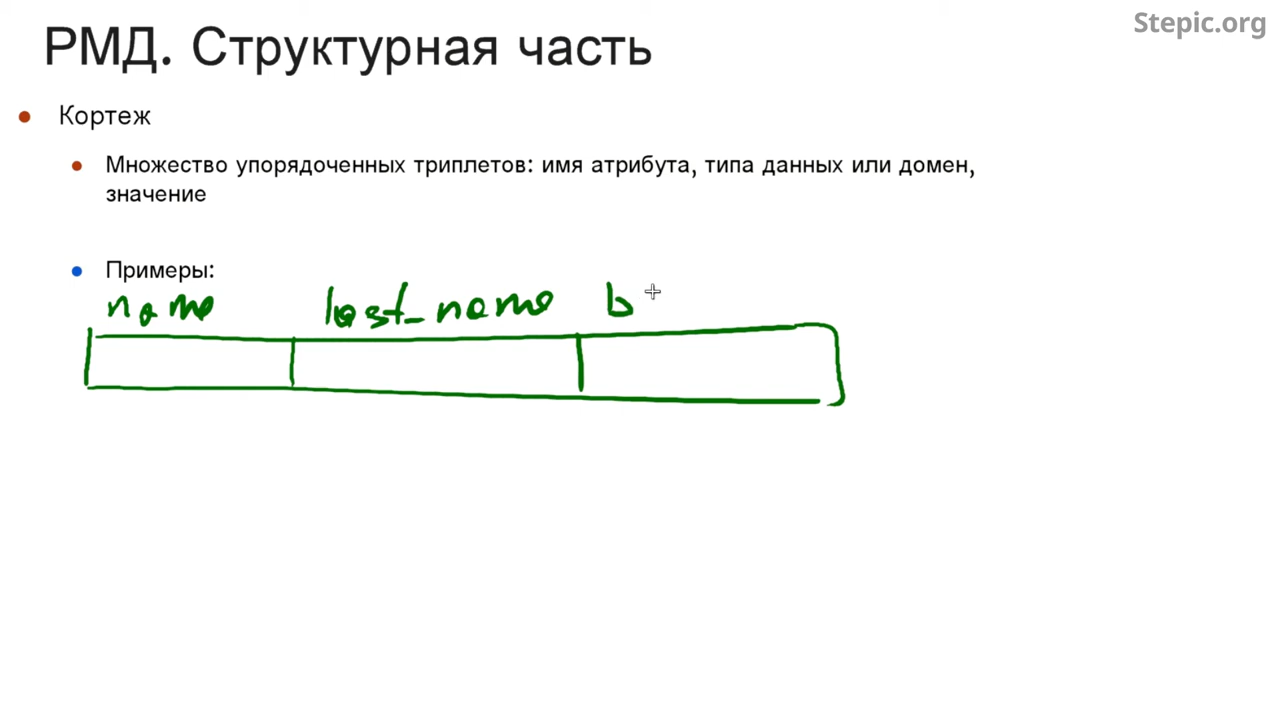 Stepic.org
РМД. Структурная часть
Кортеж
Множество упорядоченных триплетов: имя атрибута, типа данных или домен,
значение
Примеры:
name last_name b